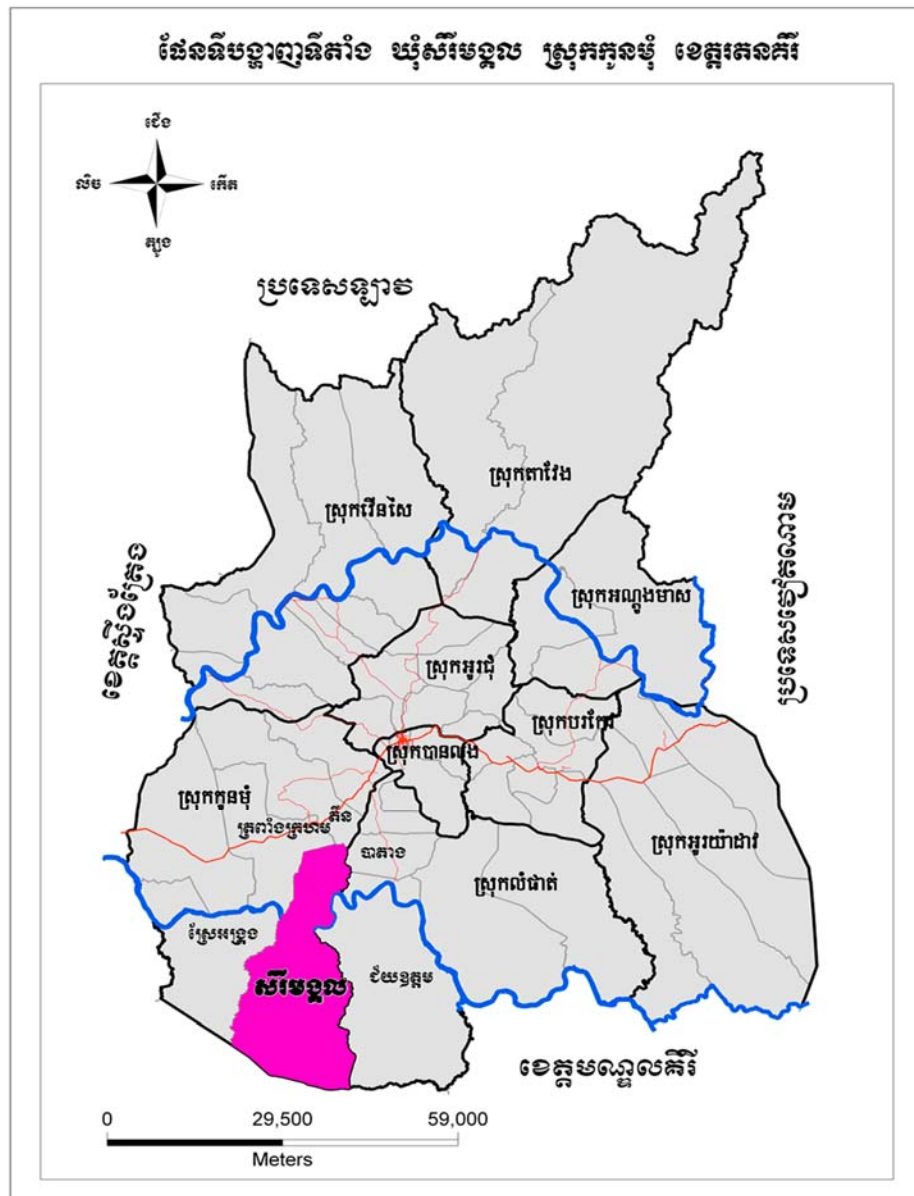 ផែនទីបង្ហាញទីតាំង ឃុំសិរីមង្គល ស្រុកកូនមុំ ខេត្តរតនគិរី
ជើង
លិច
កើត
ត្បូង
ប្រទេសឡាវ
ស្រុកតាវែង
ស្រុកវើនសៃ
ខេត្តស្ទឹងត្រែង
ប្រទេសវៀតណាម
ស្រុកអណ្តូងមាស
ស្រុកអូរជុំ
ស្រុកបរកែវ
ស្រុកបានលុង
ស្រុកកូនមុំ
ត្រពាំងក្រហម
តឺន
បាតាង
ស្រុកអូរយ៉ាដាវ
ស្រុកលំផាត់
ស្រែអង្គ្រង
សិរីមង្គល
ជ័យឧត្តម
ខេត្តមណ្ឌលគិរី
0 29,500 59,000
Meters